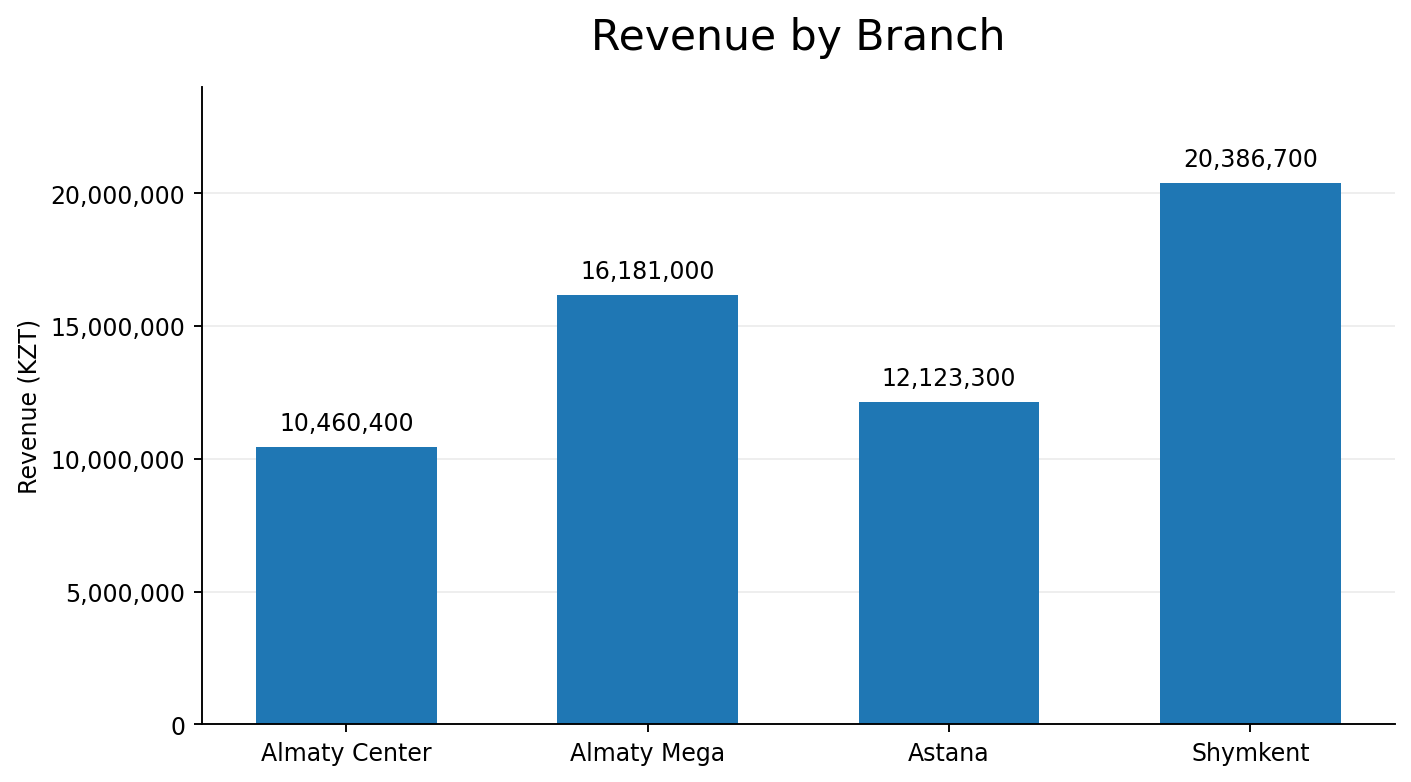 Revenue by Branch
Revenue (KZT)
20,000,000
15,000,000
10,000,000
5,000,000
0
10,460,400
16,181,000
12,123,300
20,386,700
Almaty Center
Almaty Mega
Astana
Shymkent